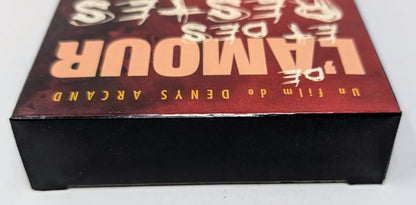 Un film de DENYS ARCAND
DE
L'AMOUR
ET
DES
RESTES